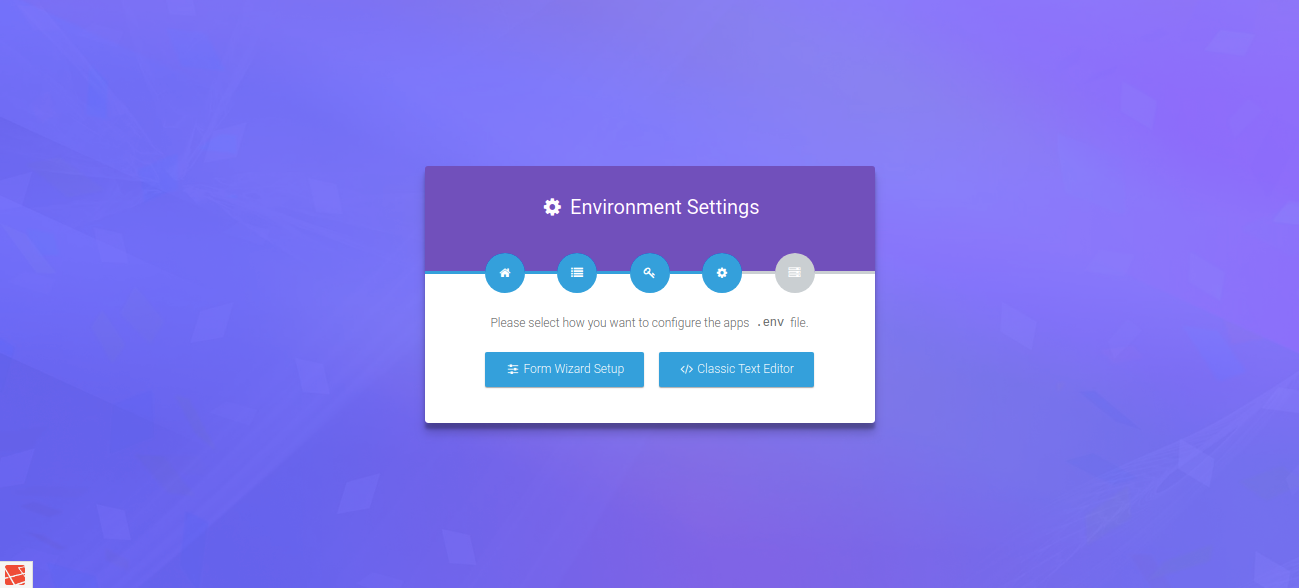 Environment Settings
Please select how you want to configure the apps .env file.
Form Wizard Setup
Classic Text Editor